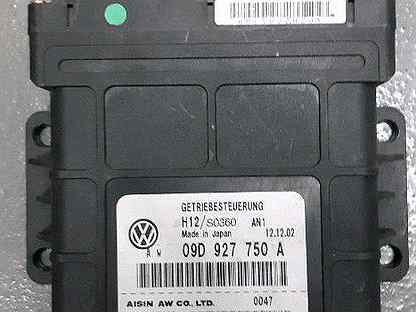 GETRIEBESTEUERUNG
H12/S0360 AN1
Made in Japan 12.12.02
A W 09D 927 750 A
AISIN AW CO., LTD. 0047